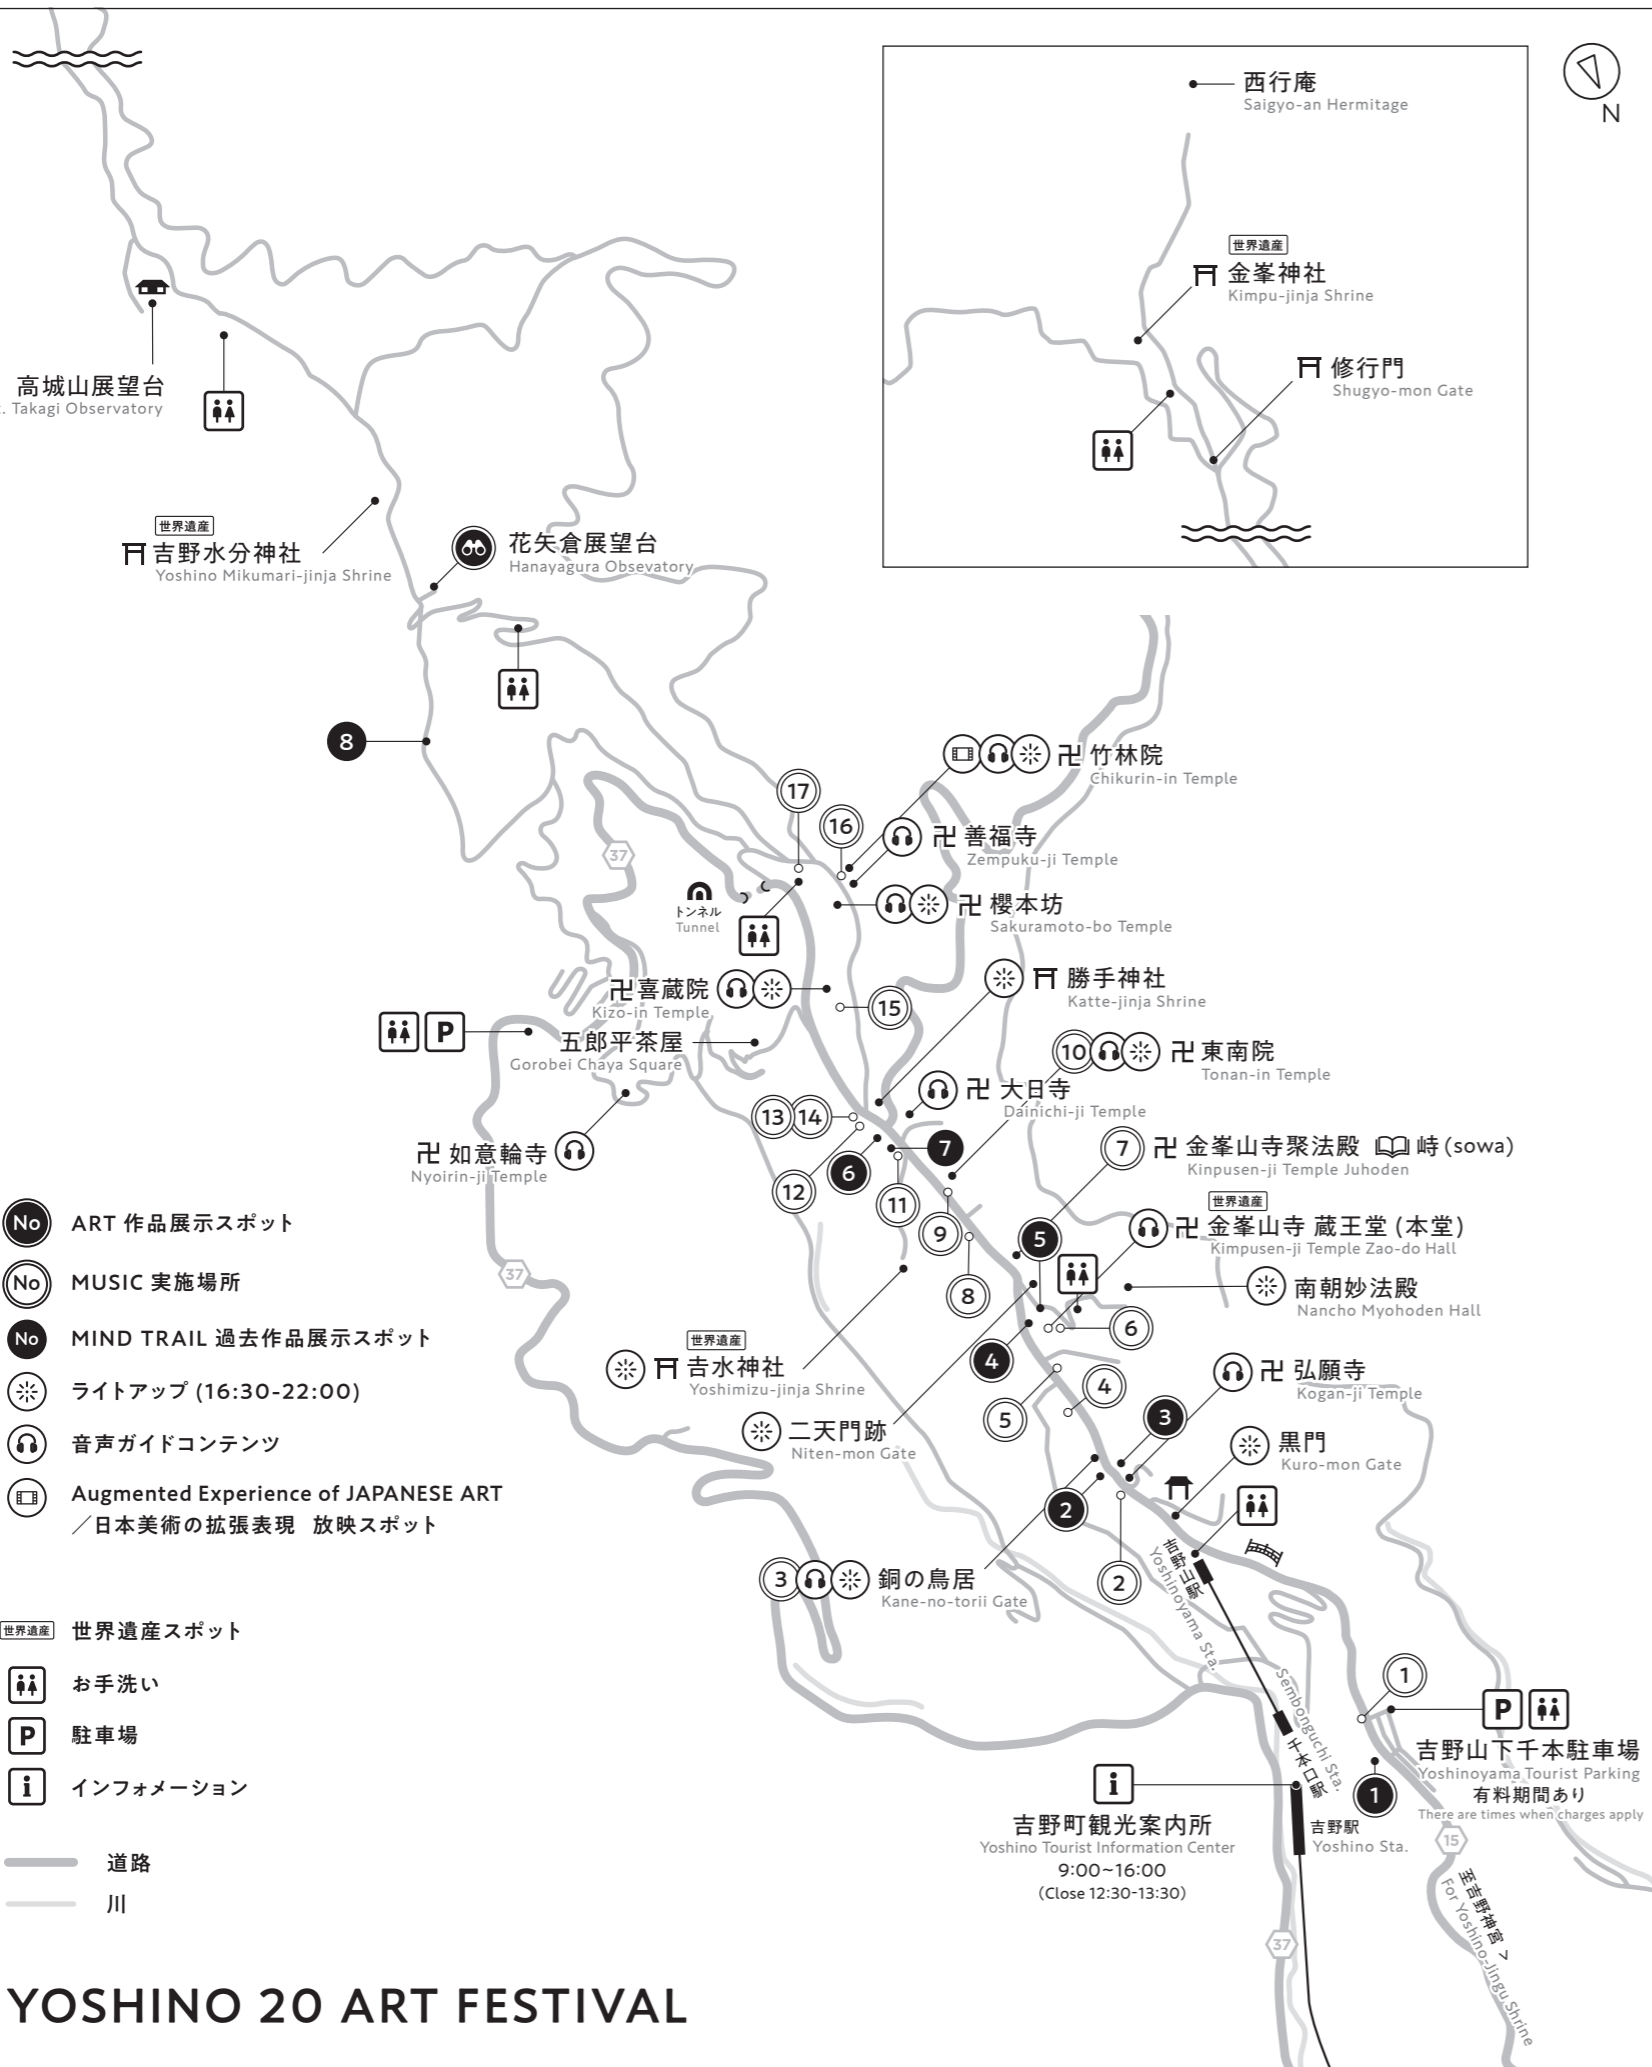 西行庵
Saigyo-an Hermitage
N
世界遺産
金峯神社
Kimpu-jinja Shrine
修行門
Shugyo-mon Gate
高城山展望台
. Takagi Observatory
世界遺産
吉野水分神社
Yoshino Mikumari-jinja Shrine
花矢倉展望台
Hanayagura Obsevatory
8
17
16
卍 竹林院
Chikurin-in Temple
卍 善福寺
Zempuku-ji Temple
37
トンネル
Tunnel
卍 櫻本坊
Sakuramoto-bo Temple
卍喜蔵院
Kizo-in Temple
15
勝手神社
Katte-jinja Shrine
P
五郎平茶屋
Gorobei Chaya Square
10
卍 東南院
Tonan-in Temple
卍 大日寺
Dainichi-ji Temple
13 14
卍 如意輪寺
Nyoirin-ji Temple
12
6
7
11
9
8
7
卍 金峯山寺聚法殿 峙 (sowa)
Kinpusen-ji Temple Juhoden
世界遺産
卍 金峯山寺 蔵王堂 (本堂)
Kimpusen-ji Temple Zao-do Hall
5
南朝妙法殿
Nancho Myohoden Hall
6
4
37
世界遺産
吉水神社
Yoshimizu-jinja Shrine
二天門跡
Niten-mon Gate
5
4
3
卍 弘願寺
Kogan-ji Temple
黒門
Kuro-mon Gate
2
2
3
銅の鳥居
Kane-no-torii Gate
吉野山駅
Yoshinoyama Sta.
千本口駅
Sembonguchi Sta.
1
P
吉野山下千本駐車場
Yoshinoyama Tourist Parking
有料期間あり
There are times when charges apply
1
i
吉野町観光案内所
Yoshino Tourist Information Center
9:00~16:00
(Close 12:30-13:30)
吉野駅
Yoshino Sta.
15
37
至吉野神宮 >
For Yoshino-Jingu Shrine
No ART 作品展示スポット
No MUSIC 実施場所
No MIND TRAIL 過去作品展示スポット
ライトアップ (16:30-22:00)
音声ガイドコンテンツ
Augmented Experience of JAPANESE ART
／日本美術の拡張表現 放映スポット
世界遺産 世界遺産スポット
お手洗い
P 駐車場
i インフォメーション
道路
川
YOSHINO 20 ART FESTIVAL